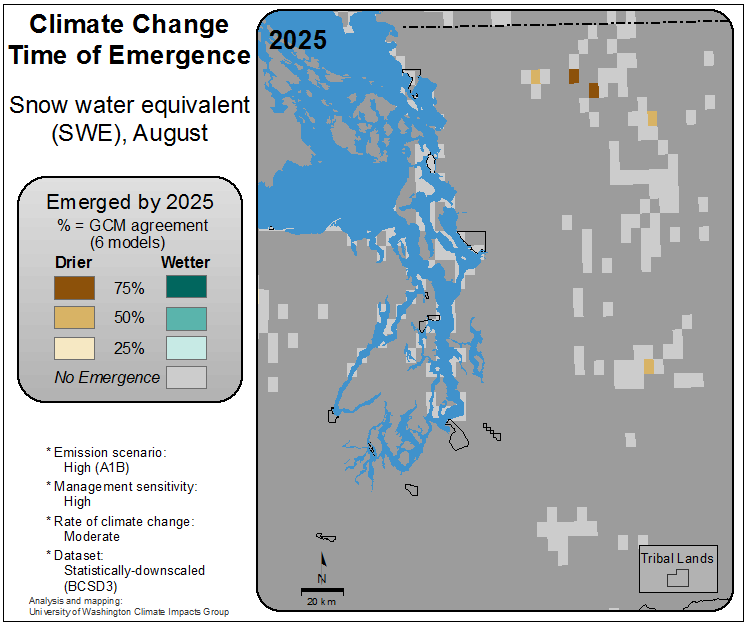 Climate Change
Time of Emergence
Snow water equivalent
(SWE), August
Emerged by 2025
% = GCM agreement
(6 models)
Drier Wetter
75%
50%
25%
No Emergence
* Emission scenario:
High (A1B)
* Management sensitivity:
High
* Rate of climate change:
Moderate
* Dataset:
Statistically-downscaled
(BCSD3)
Analysis and mapping:
University of Washington Climate Impacts Group
2025
N
20 km
Tribal Lands